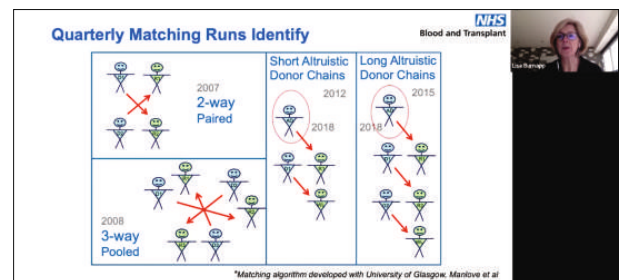 Quarterly Matching Runs Identify
NHS
Blood and Transplant
2007
2-way
Paired
2008
3-way
Pooled
Short Altruistic
Donor Chains
2012
2018
Long Altruistic
Donor Chains
2015
2018
*Matching algorithm developed with University of Glasgow, Manlove et al